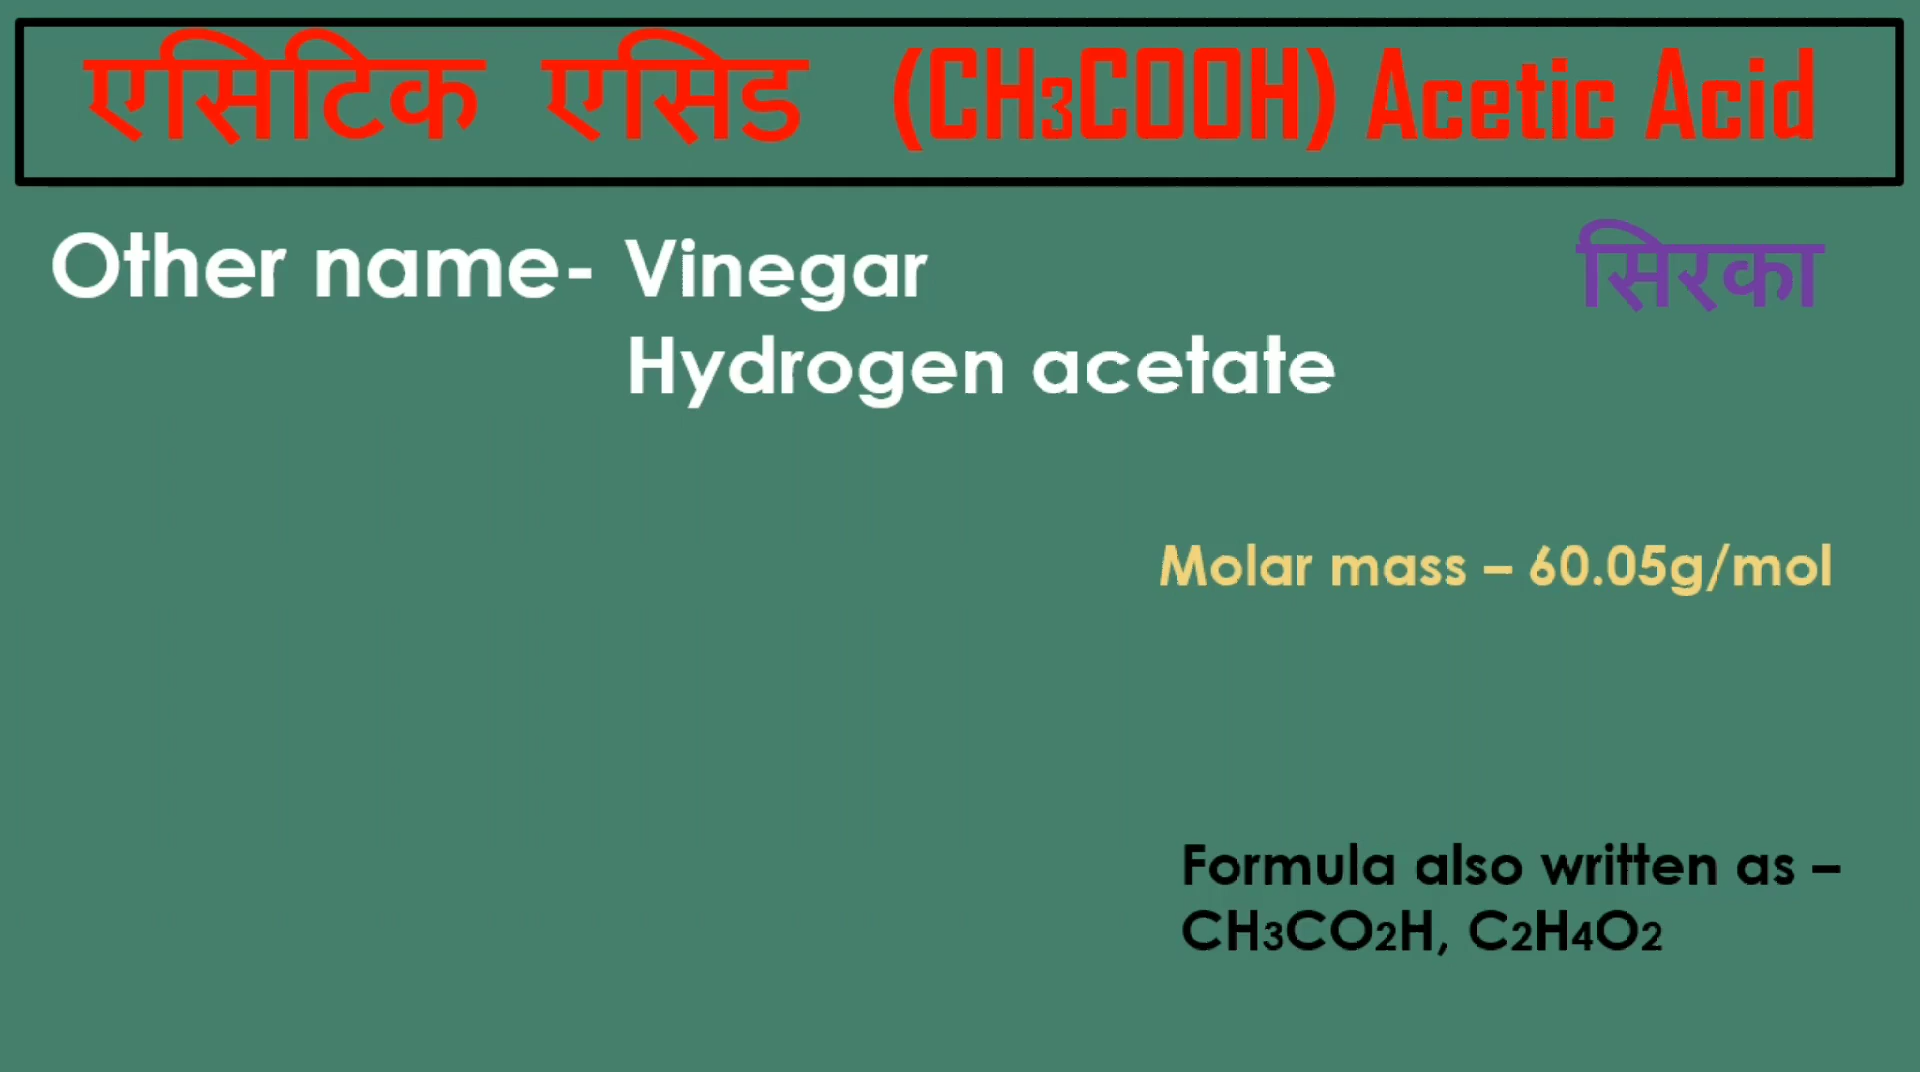 एसिटिक एसिड (CH3COOH) Acetic Acid
Other name- Vinegar सिरका
Hydrogen acetate
Molar mass – 60.05g/mol
Formula also written as –
CH3CO2H, C2H4O2